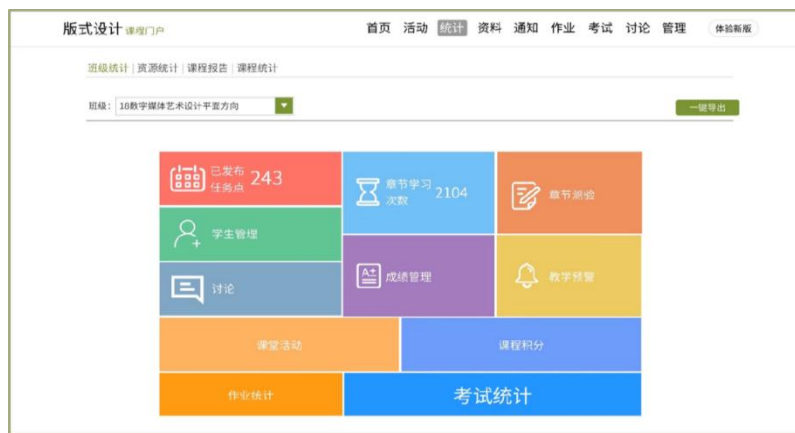 版式设计 课程门户 首页 活动 统计 资料 通知 作业 考试 讨论 管理 体验新版
班级统计 | 资源统计 | 课程报告 | 课程统计
班级： 18数字媒体艺术设计平面方向 一键导出
已发布
任务点 243
章节学习
次数 2104
章节测验
学生管理
讨论
A+ 成绩管理
教学预警
课堂活动
课程积分
作业统计
考试统计